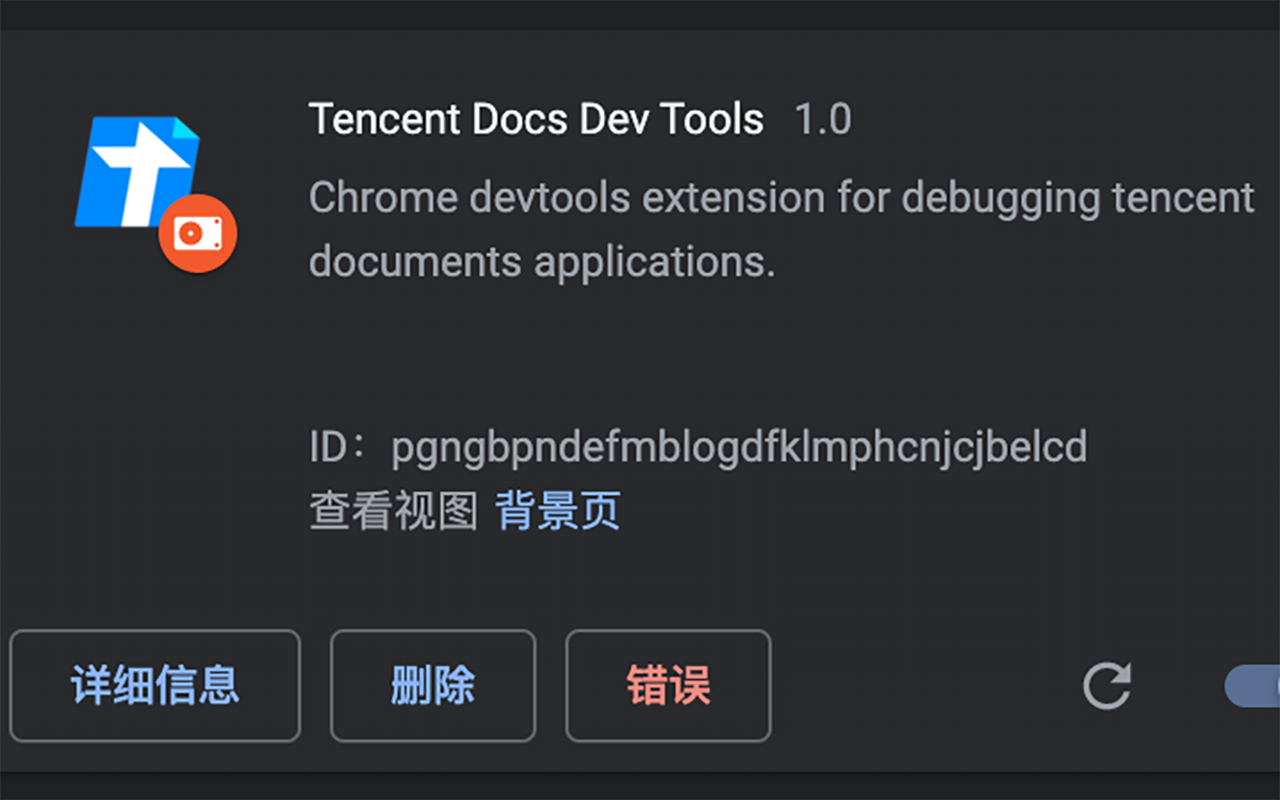 Tencent Docs Dev Tools 1.0
Chrome devtools extension for debugging tencent
documents applications.
ID：pgngbpndefmblogdfklmphcnjcjbelcd
查看视图 背景页
详细信息 删除 错误